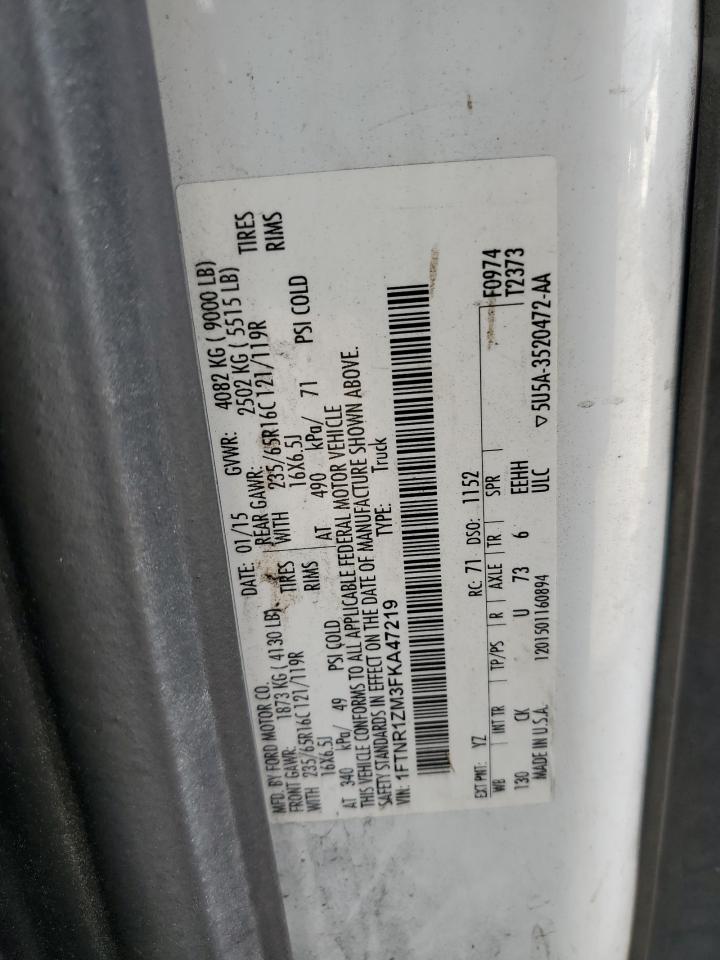 MFD. BY FORD MOTOR CO. DATE: 01/15 GVWR: 4082 KG ( 9000 LB)
FRONT GAWR: 1873 KG ( 4130 LB) REAR GAWR: 2502 KG ( 5515 LB)
WITH 235/65R16C 121/119R TIRES WITH 235/65R16C 121/119R TIRES
16X6.5J RIMS 16X6.5J RIMS
AT 340 kPa/ 49 PSI COLD AT 490 kPa/ 71 PSI COLD
THIS VEHICLE CONFORMS TO ALL APPLICABLE FEDERAL MOTOR VEHICLE
SAFETY STANDARDS IN EFFECT ON THE DATE OF MANUFACTURE SHOWN ABOVE.
VIN: 1FTNR1ZM3FKA47219 TYPE: Truck
EXT PNT: YZ RC: 71 DSO: 1152 F0974
WB INT TR TP/PS R AXLE TR SPR T2373
130 CK U 73 6 EEHH
MADE IN U.S.A. 1201501160894 ULC ▽5U5A-3520472-AA